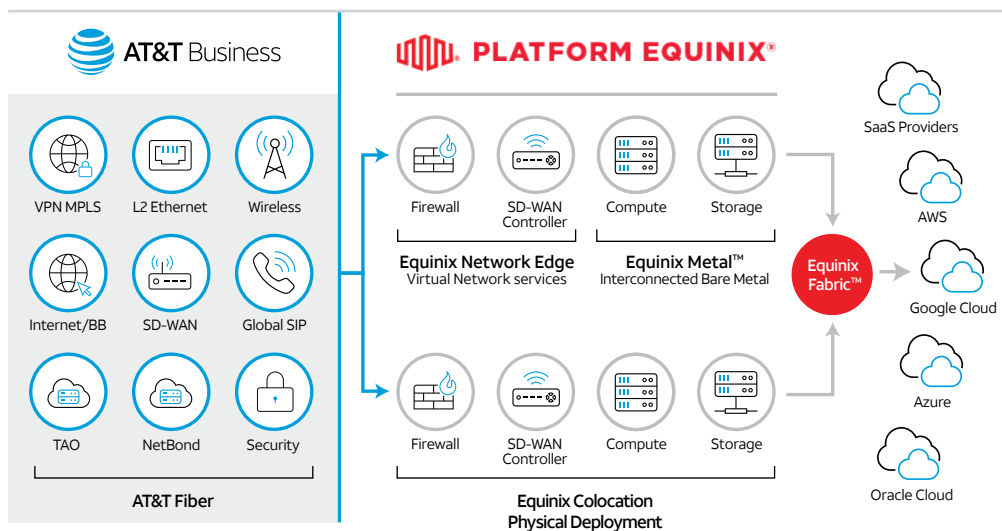 AT&T Business
PLATFORM EQUINIX®
VPN MPLS
L2 Ethernet
Wireless
Internet/BB
SD-WAN
Global SIP
TAO
NetBond
Security
AT&T Fiber
Firewall
SD-WAN
Controller
Compute
Storage
Equinix Network Edge
Virtual Network services
Equinix Metal™
Interconnected Bare Metal
Firewall
SD-WAN
Controller
Compute
Storage
Equinix Colocation
Physical Deployment
Equinix
Fabric™
SaaS Providers
AWS
Google Cloud
Azure
Oracle Cloud